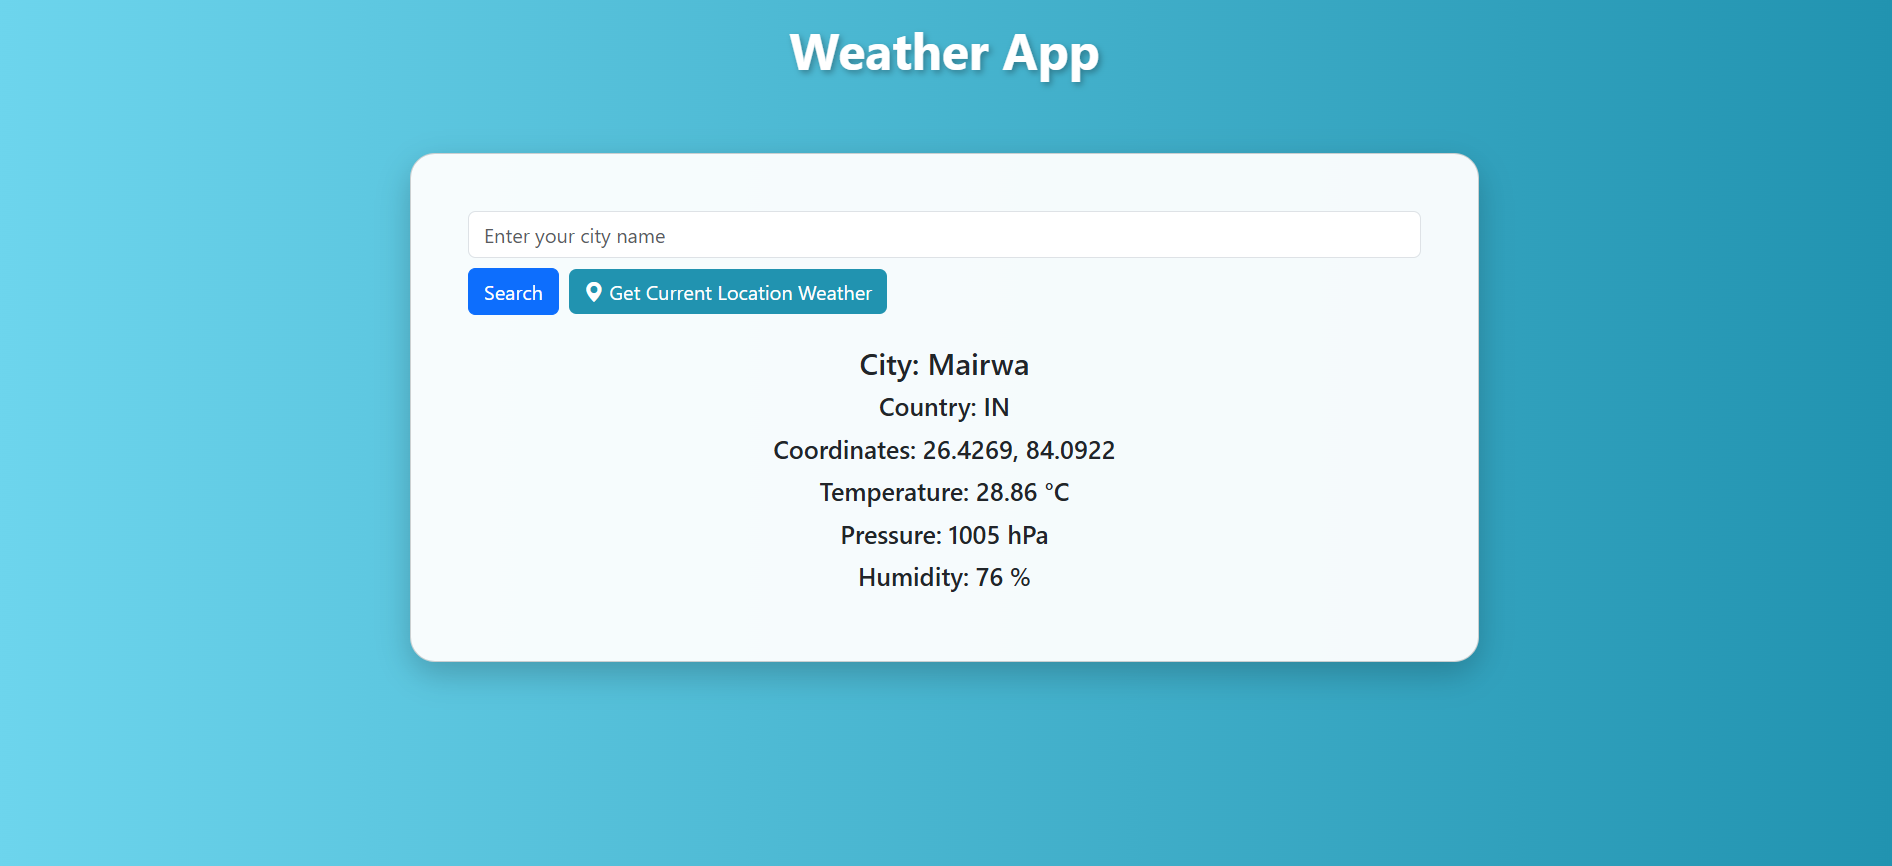 Weather App
Enter your city name
Search
Get Current Location Weather
City: Mairwa
Country: IN
Coordinates: 26.4269, 84.0922
Temperature: 28.86 °C
Pressure: 1005 hPa
Humidity: 76 %